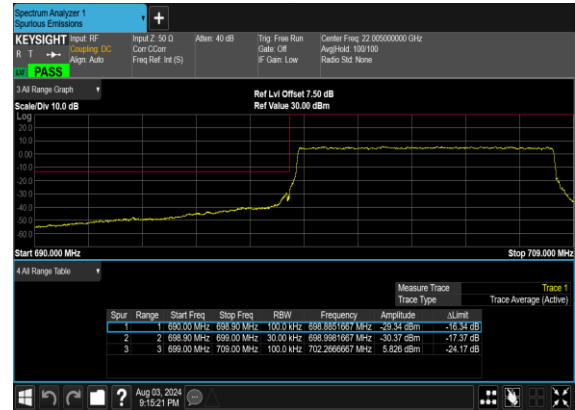 Spectrum Analyzer 1
Spurious Emissions
KEYSIGHT Input: RF Input Z: 50 Ω Atten: 40 dB Trig: Free Run Center Freq: 22.005000000 GHz
R T Coupling: DC Corr CCorr Gate: Off Avg|Hold: 100/100
Align: Auto Freq Ref: Int (S) IF Gain: Low Radio Std: None
LXI PASS
3 All Range Graph
Ref Lvl Offset 7.50 dB
Scale/Div 10.0 dB Ref Value 30.00 dBm
Log
20.0
10.0
0.00
-10.0
-20.0
-30.0
-40.0
-50.0
-60.0
Start 690.000 MHz Stop 709.000 MHz
4 All Range Table
Measure Trace Trace 1
Trace Type Trace Average (Active)
Spur Range Start Freq Stop Freq RBW Frequency Amplitude ΔLimit
1 1 690.00 MHz 698.90 MHz 100.0 kHz 698.8851667 MHz -29.34 dBm -16.34 dB
2 2 698.90 MHz 699.00 MHz 30.00 kHz 698.9981667 MHz -30.37 dBm -17.37 dB
3 3 699.00 MHz 709.00 MHz 100.0 kHz 702.2666667 MHz 5.826 dBm -24.17 dB
? Aug 03, 2024
9:15:21 PM